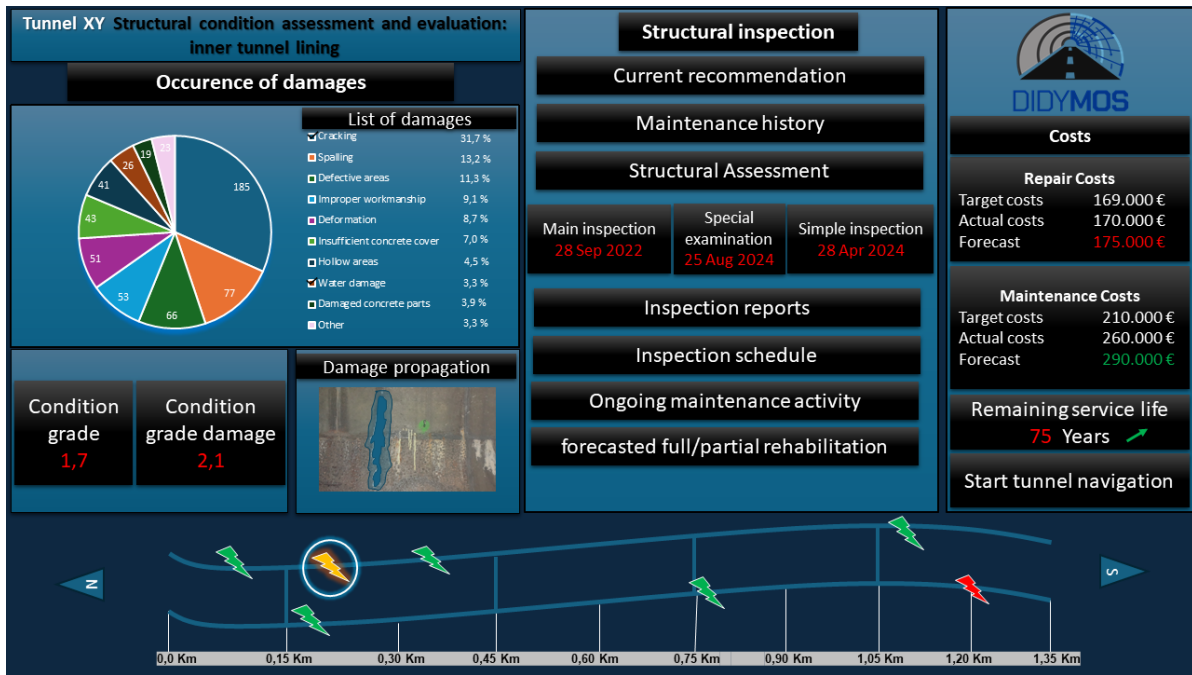 Tunnel XY Structural condition assessment and evaluation:
inner tunnel lining
Occurence of damages
List of damages
Cracking 31,7 %
Spalling 13,2 %
Defective areas 11,3 %
Improper workmanship 9,1 %
Deformation 8,7 %
Insufficient concrete cover 7,0 %
Hollow areas 4,5 %
Water damage 3,3 %
Damaged concrete parts 3,9 %
Other 3,3 %
185
77
66
53
51
43
41
26
19
23
Condition
grade
1,7
Condition
grade damage
2,1
Damage propagation
Structural inspection
Current recommendation
Maintenance history
Structural Assessment
Main inspection
28 Sep 2022
Special
examination
25 Aug 2024
Simple inspection
28 Apr 2024
Inspection reports
Inspection schedule
Ongoing maintenance activity
forecasted full/partial rehabilitation
DIDYMOS
Costs
Repair Costs
Target costs 169.000 €
Actual costs 170.000 €
Forecast 175.000 €
Maintenance Costs
Target costs 210.000 €
Actual costs 260.000 €
Forecast 290.000 €
Remaining service life
75 Years
Start tunnel navigation
N
S
0,0 Km 0,15 Km 0,30 Km 0,45 Km 0,60 Km 0,75 Km 0,90 Km 1,05 Km 1,20 Km 1,35 Km